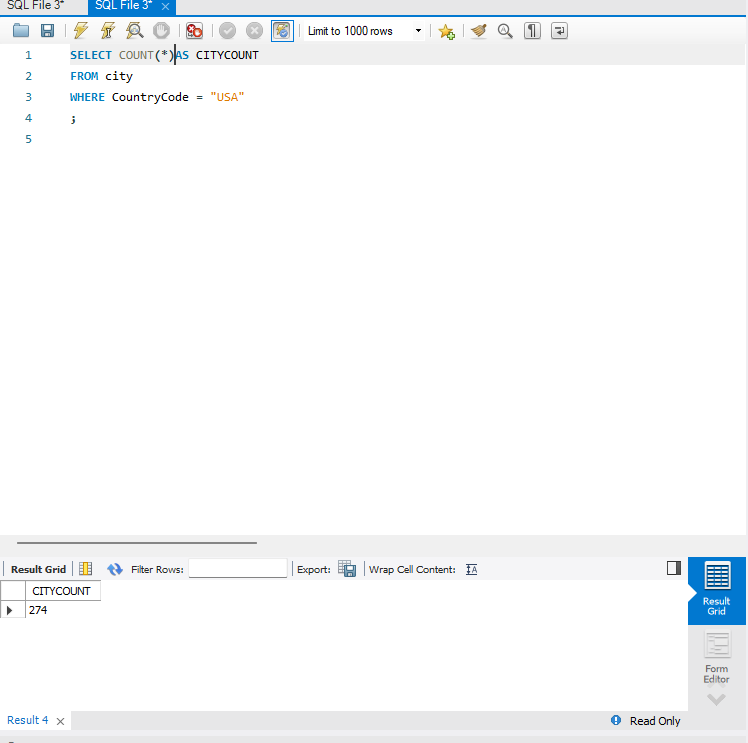 SQL File 3* SQL File 3* ×
Limit to 1000 rows
1 SELECT COUNT(*)AS CITYCOUNT
2 FROM city
3 WHERE CountryCode = "USA"
4 ;
5
Result Grid Filter Rows: Export: Wrap Cell Content: IA
CITYCOUNT
274
Result
Grid
Form
Editor
Result 4 × Read Only